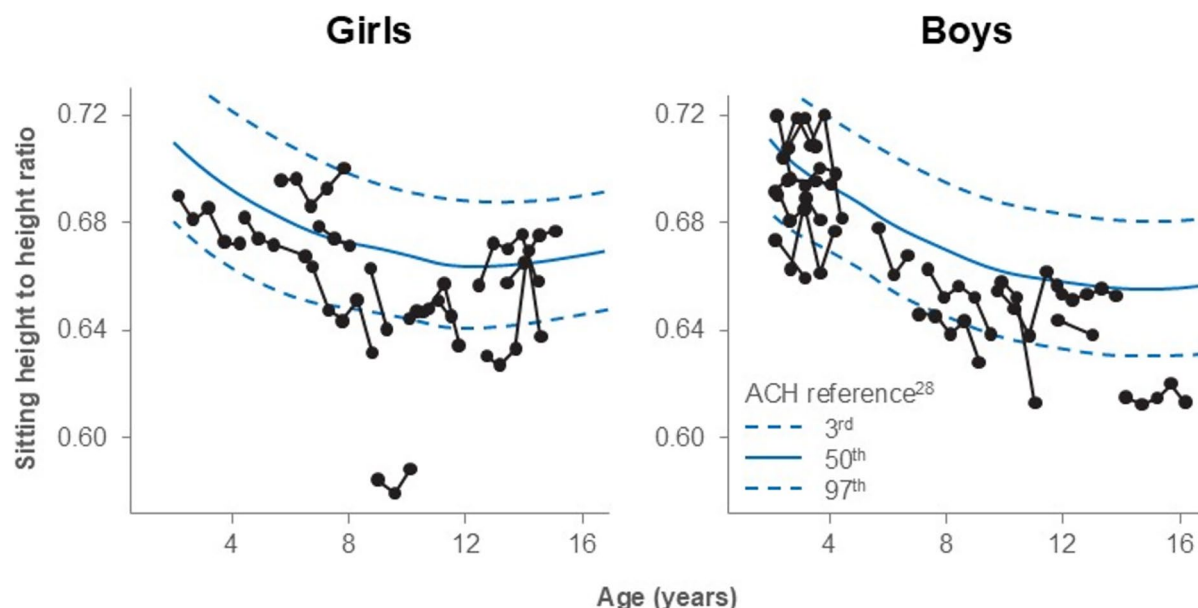 Girls
Boys
Sitting height to height ratio
0.72
0.68
0.64
0.60
4
8
12
16
0.72
0.68
0.64
0.60
ACH reference²⁸
3ʳᵈ
50ᵗʰ
97ᵗʰ
4
8
12
16
Age (years)